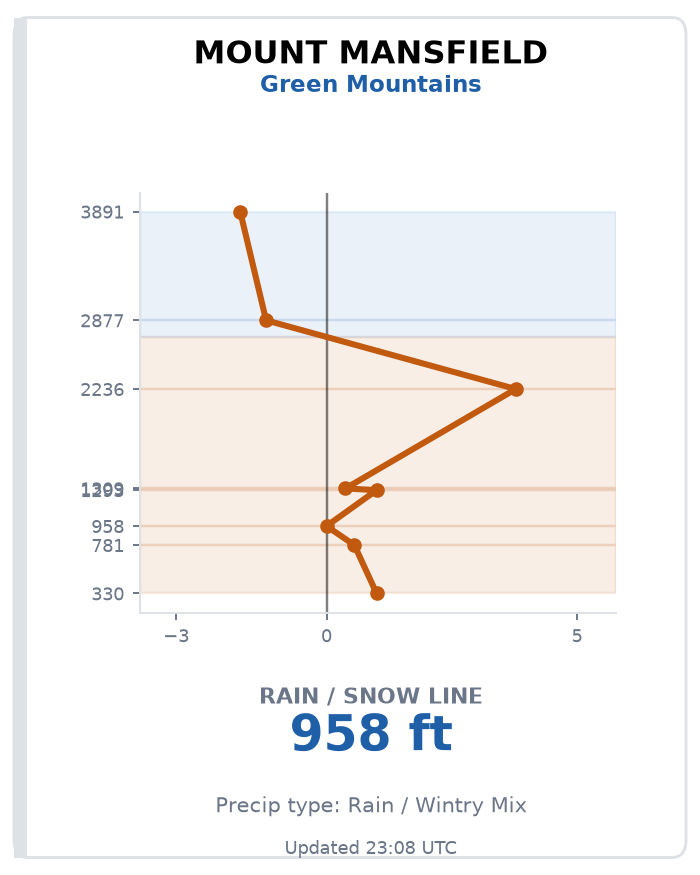 MOUNT MANSFIELD
Green Mountains
3891
2877
2236
958
781
330
−3 0 5
RAIN / SNOW LINE
958 ft
Precip type: Rain / Wintry Mix
Updated 23:08 UTC